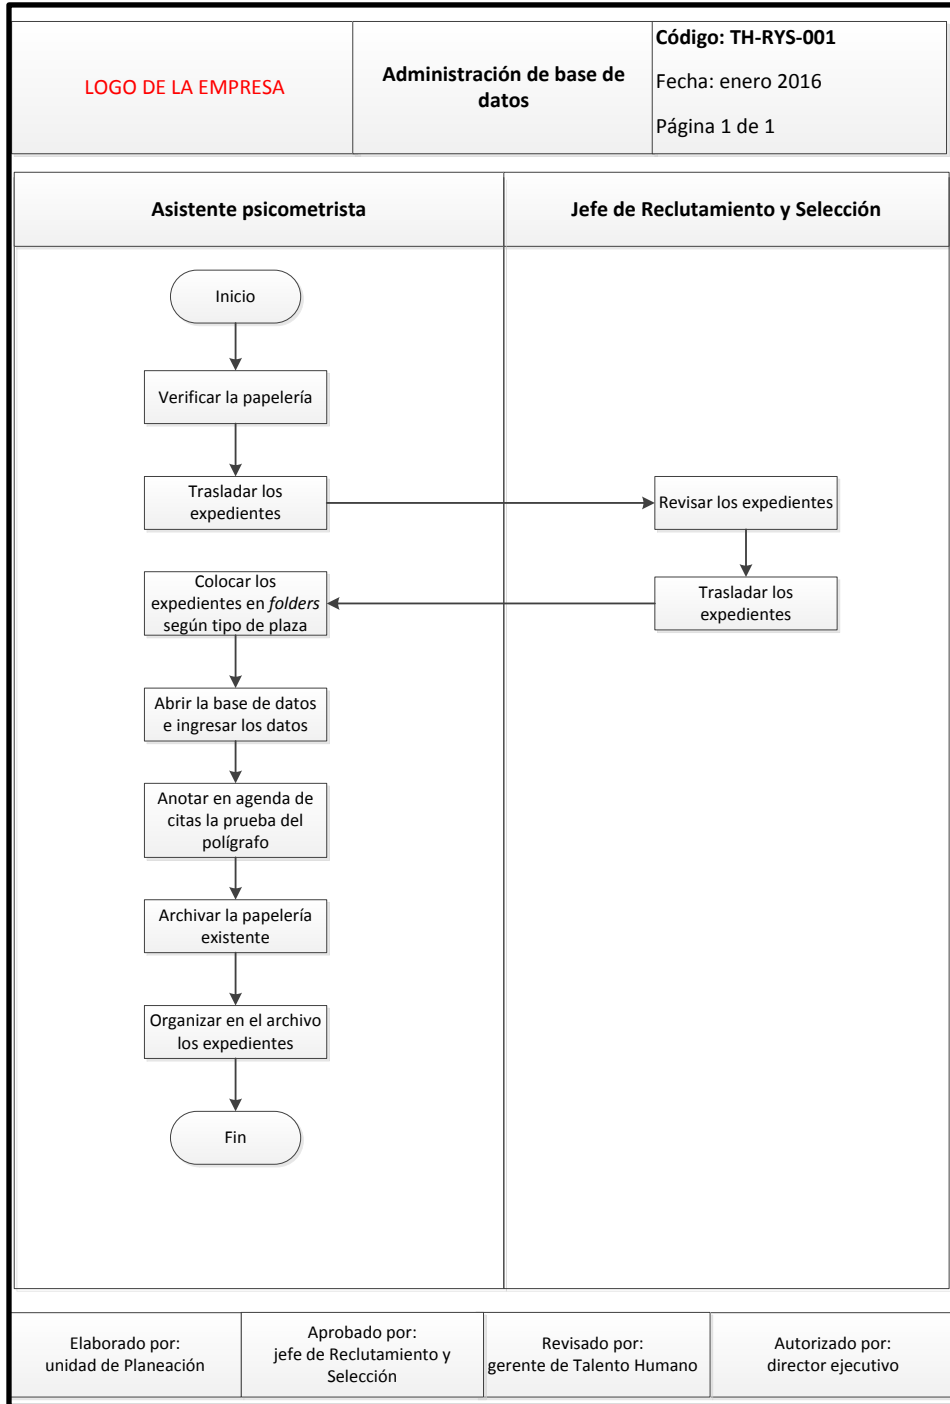 LOGO DE LA EMPRESA
Administración de base de
datos
Código: TH-RYS-001
Fecha: enero 2016
Página 1 de 1
Asistente psicometrista
Jefe de Reclutamiento y Selección
Inicio
Verificar la papelería
Trasladar los
expedientes
Revisar los expedientes
Trasladar los
expedientes
Colocar los
expedientes en folders
según tipo de plaza
Abrir la base de datos
e ingresar los datos
Anotar en agenda de
citas la prueba del
polígrafo
Archivar la papelería
existente
Organizar en el archivo
los expedientes
Fin
Elaborado por:
unidad de Planeación
Aprobado por:
jefe de Reclutamiento y
Selección
Revisado por:
gerente de Talento Humano
Autorizado por:
director ejecutivo